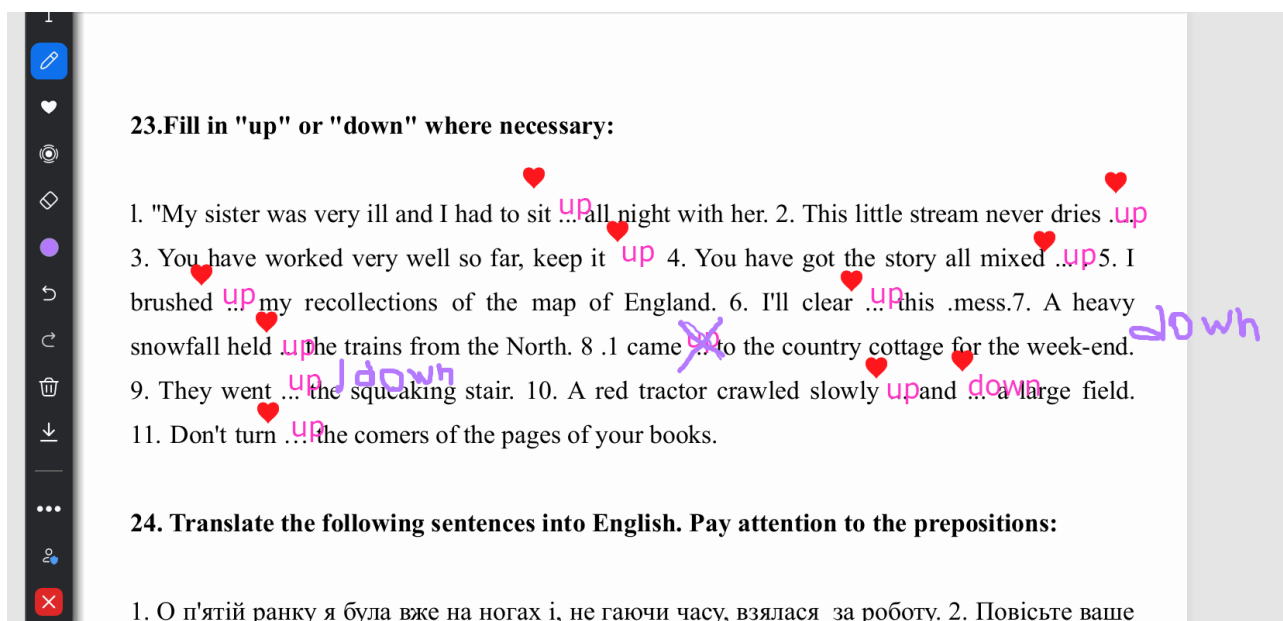 23.Fill in "up" or "down" where necessary:
l. "My sister was very ill and I had to sit ... up all night with her. 2. This little stream never dries ... up
3. You have worked very well so far, keep it up 4. You have got the story all mixed ... up . 5. I
brushed ... up my recollections of the map of England. 6. I'll clear ... up this .mess.7. A heavy
snowfall held ... up the trains from the North. 8 .1 came ... up to the country cottage for the week-end. down
9. They went ... up / down the squeaking stair. 10. A red tractor crawled slowly .. up and ... down a large field.
11. Don't turn ... up the comers of the pages of your books.
24. Translate the following sentences into English. Pay attention to the prepositions:
1. О п'ятій ранку я була вже на ногах і, не гаючи часу, взялася за роботу. 2. Повісьте ваше